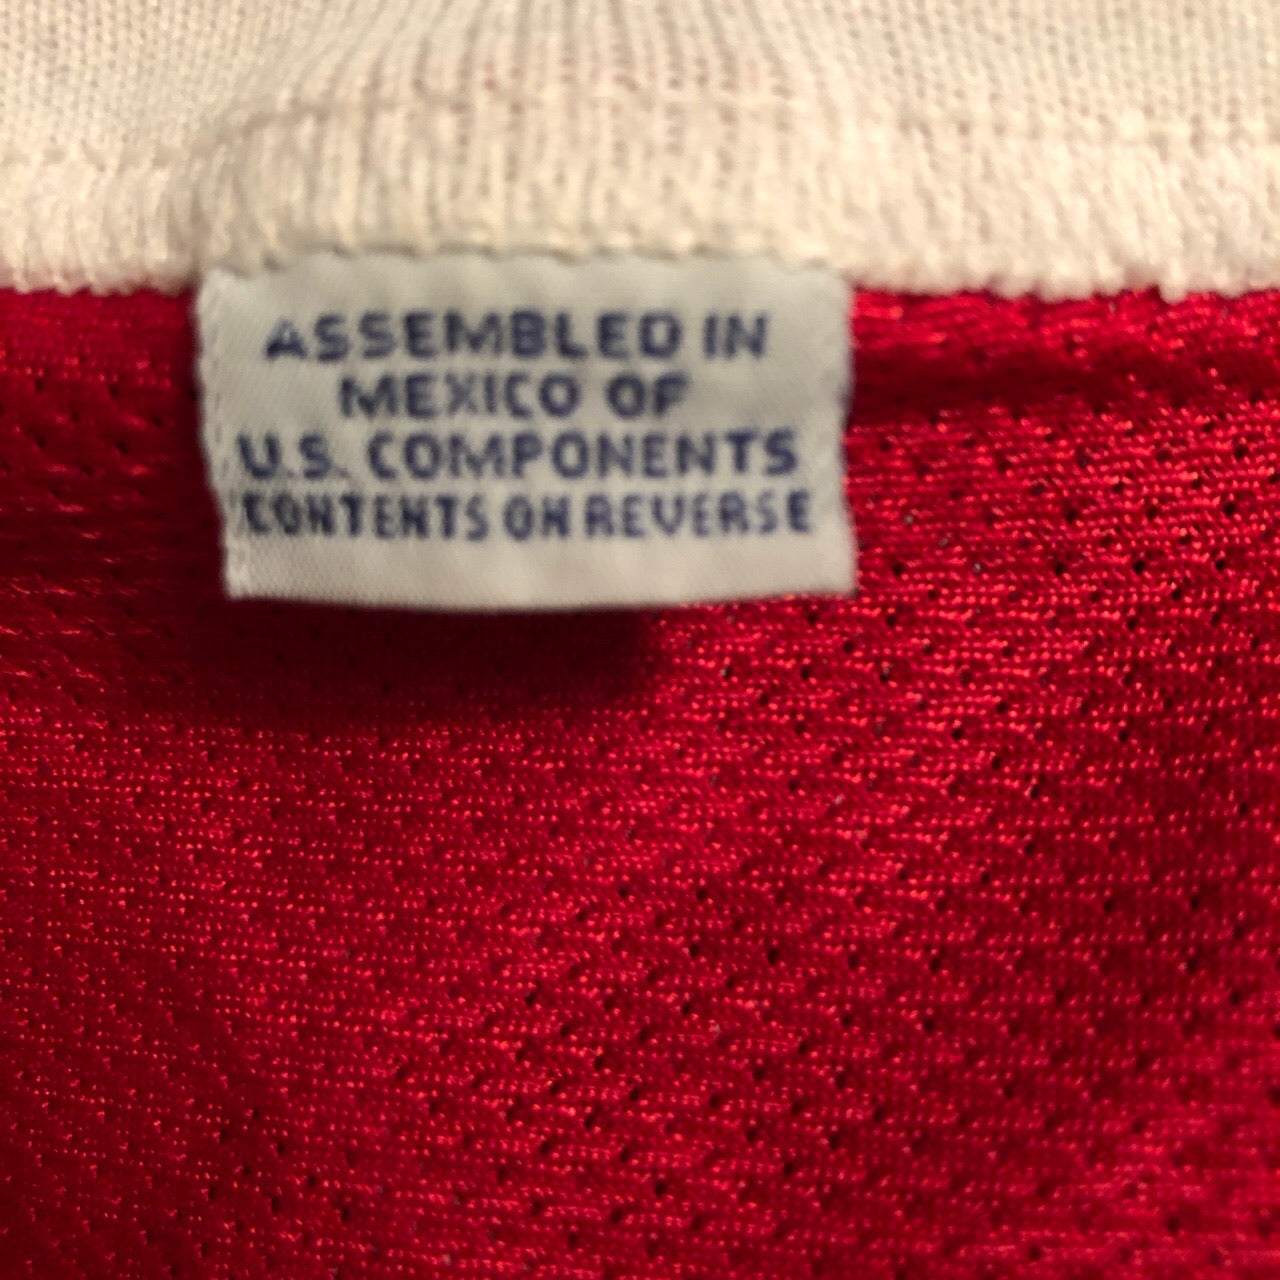 ASSEMBLED IN
MEXICO OF
U.S. COMPONENTS
CONTENTS ON REVERSE